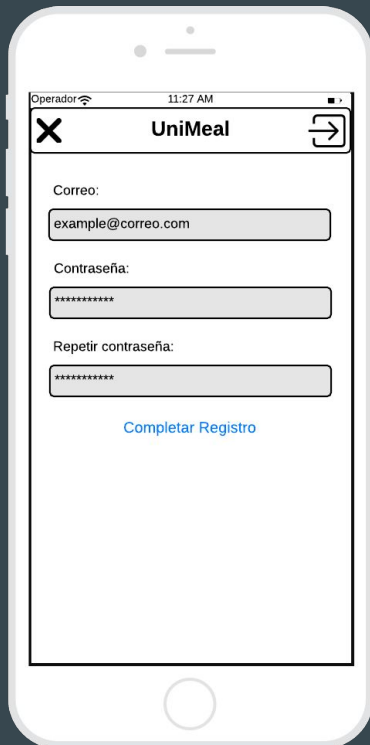 Operador 11:27 AM
UniMeal
Correo:
example@correo.com
Contraseña:
***********
Repetir contraseña:
***********
Completar Registro